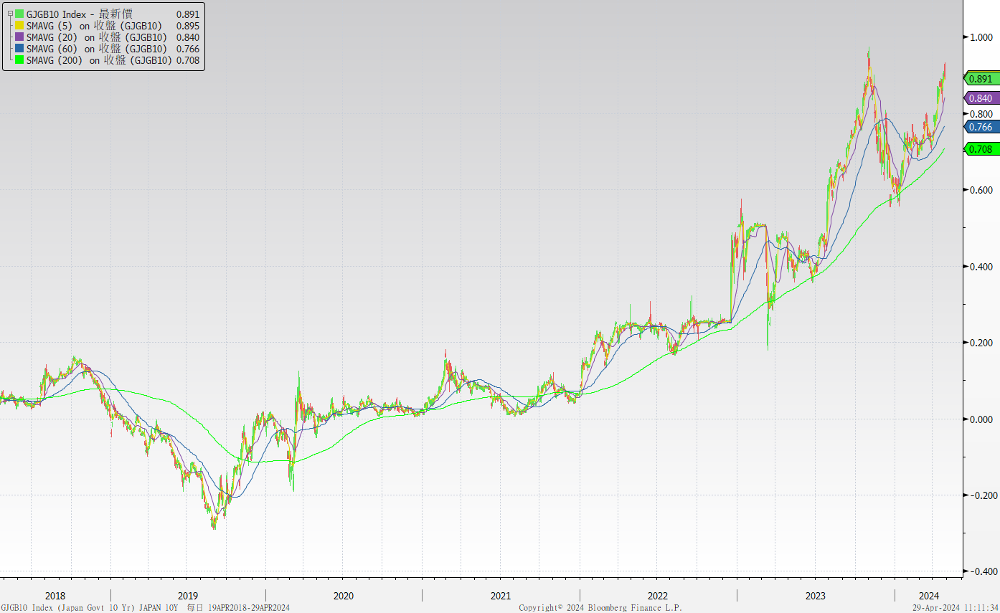 GJGB10 Index - 最新價 0.891
SMAVG (5) on 收盤 (GJGB10) 0.895
SMAVG (20) on 收盤 (GJGB10) 0.840
SMAVG (60) on 收盤 (GJGB10) 0.766
SMAVG (200) on 收盤 (GJGB10) 0.708
1.000
0.891
0.840
0.800
0.766
0.708
0.600
0.400
0.200
0.000
-0.200
-0.400
2018 2019 2020 2021 2022 2023 2024
GJGB10 Index (Japan Govt 10 Yr) JAPAN 10Y 每日 19APR2018-29APR2024 Copyright© 2024 Bloomberg Finance L.P. 29-Apr-2024 11:11:34